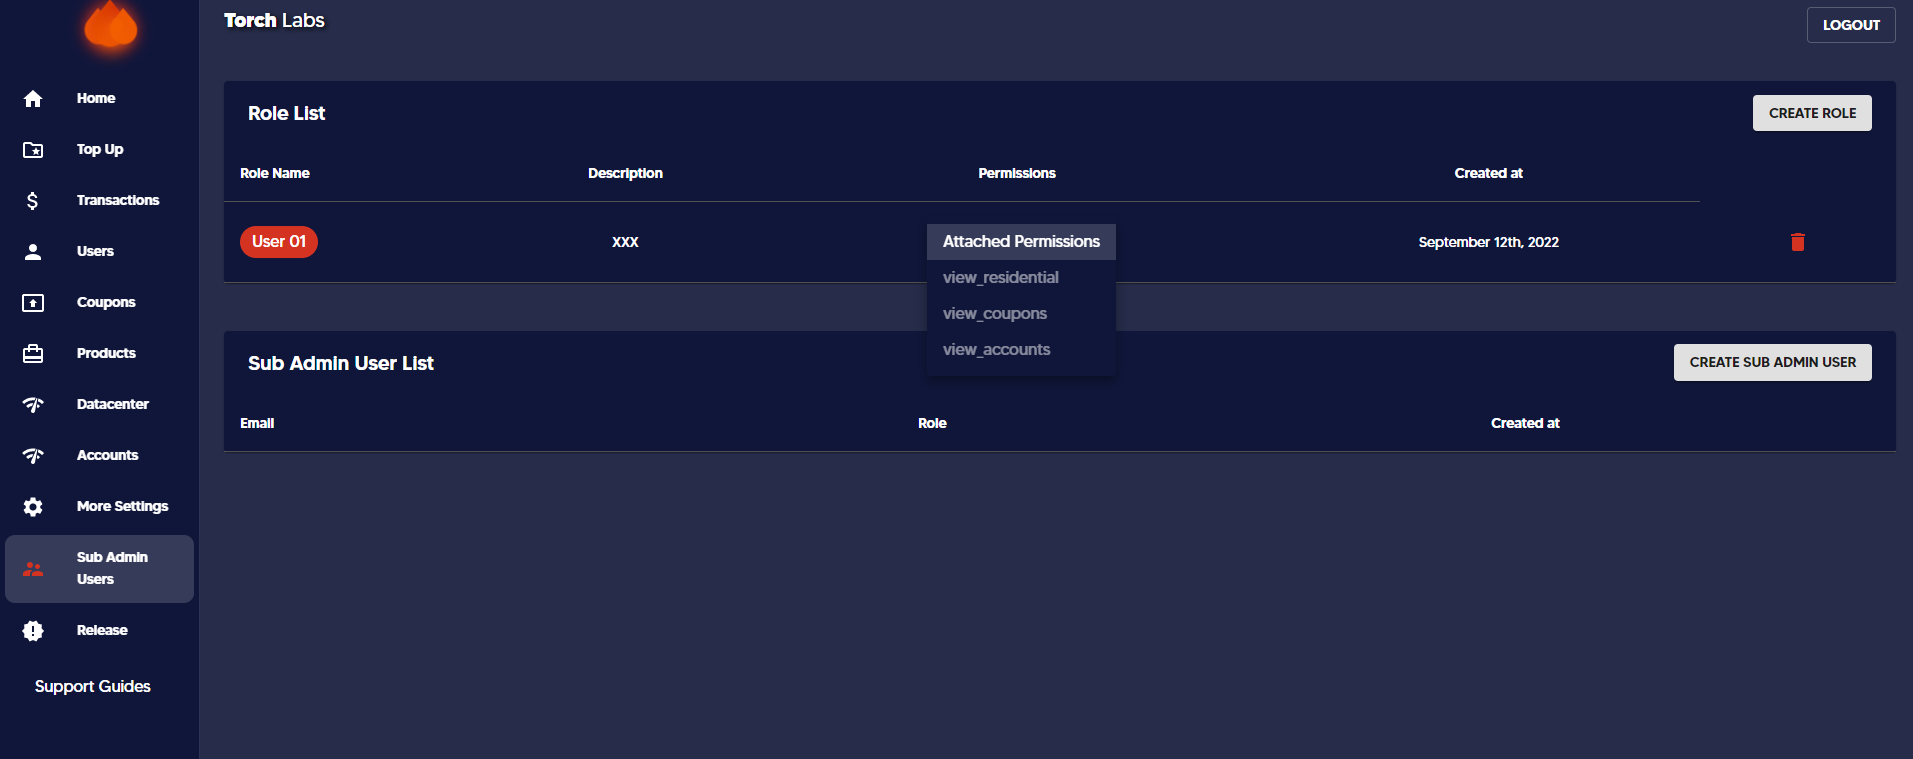 Torch Labs
LOGOUT
Home
Top Up
Transactions
Users
Coupons
Products
Datacenter
Accounts
More Settings
Sub Admin
Users
Release
Support Guides
Role List
CREATE ROLE
Role Name
Description
Permissions
Created at
User 01
XXX
Attached Permissions
view_residential
view_coupons
view_accounts
September 12th, 2022
Sub Admin User List
CREATE SUB ADMIN USER
Email
Role
Created at